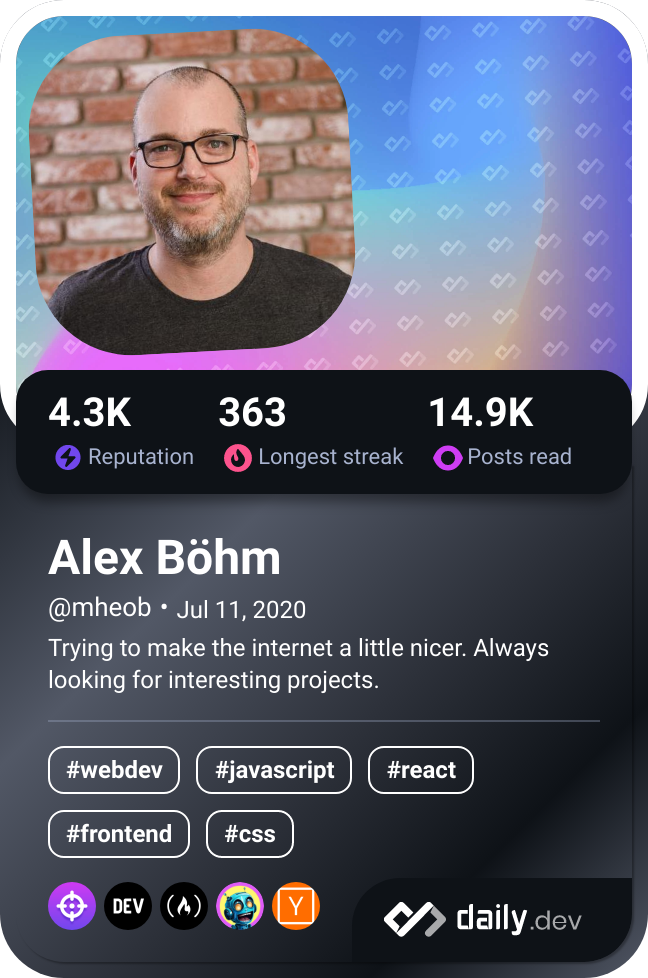 4.3K 363 14.9K
Reputation Longest streak Posts read
Alex Böhm
@mheob • Jul 11, 2020
Trying to make the internet a little nicer. Always
looking for interesting projects.
#webdev #javascript #react
#frontend #css
DEV Y
daily.dev